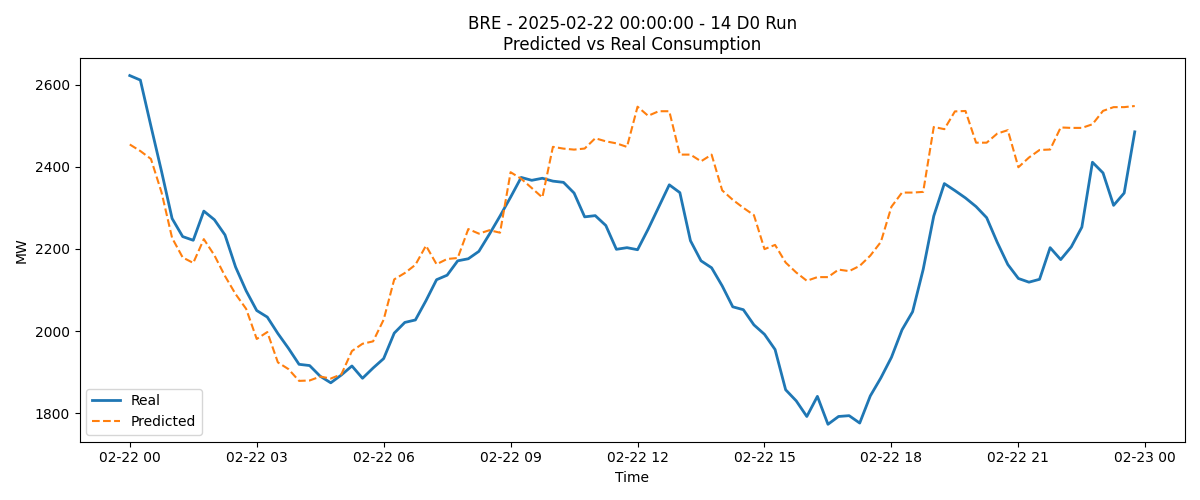 BRE - 2025-02-22 00:00:00 - 14 D0 Run
Predicted vs Real Consumption
MW
2600
2400
2200
2000
1800
Real
Predicted
02-22 00
02-22 03
02-22 06
02-22 09
02-22 12
02-22 15
02-22 18
02-22 21
02-23 00
Time